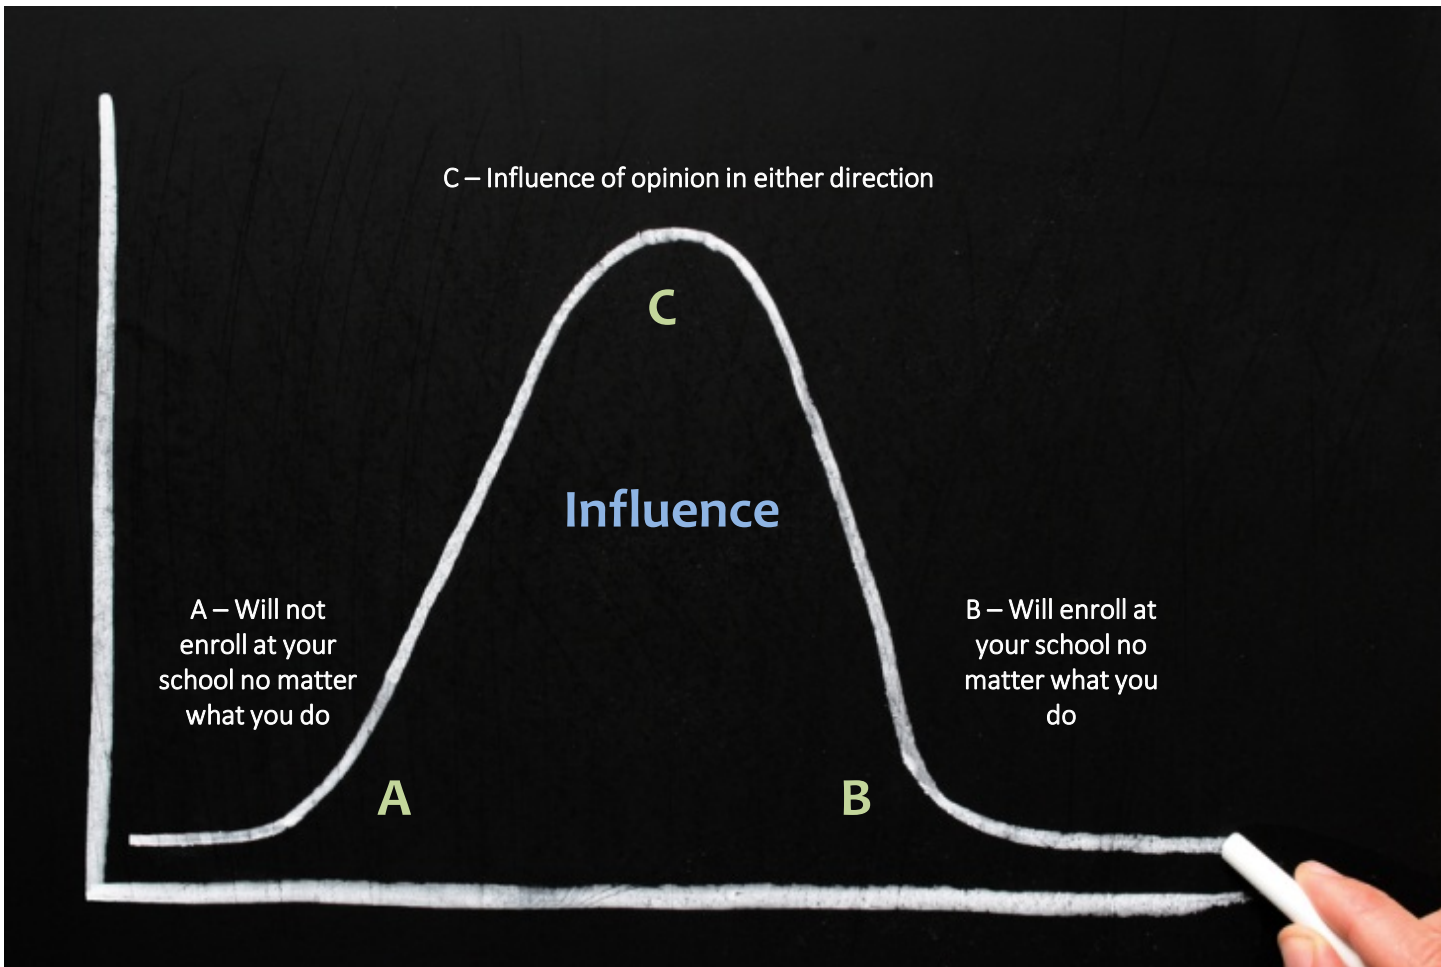 C – Influence of opinion in either direction
C
Influence
A – Will not
enroll at your
school no matter
what you do
B – Will enroll at
your school no
matter what you
do
A
B